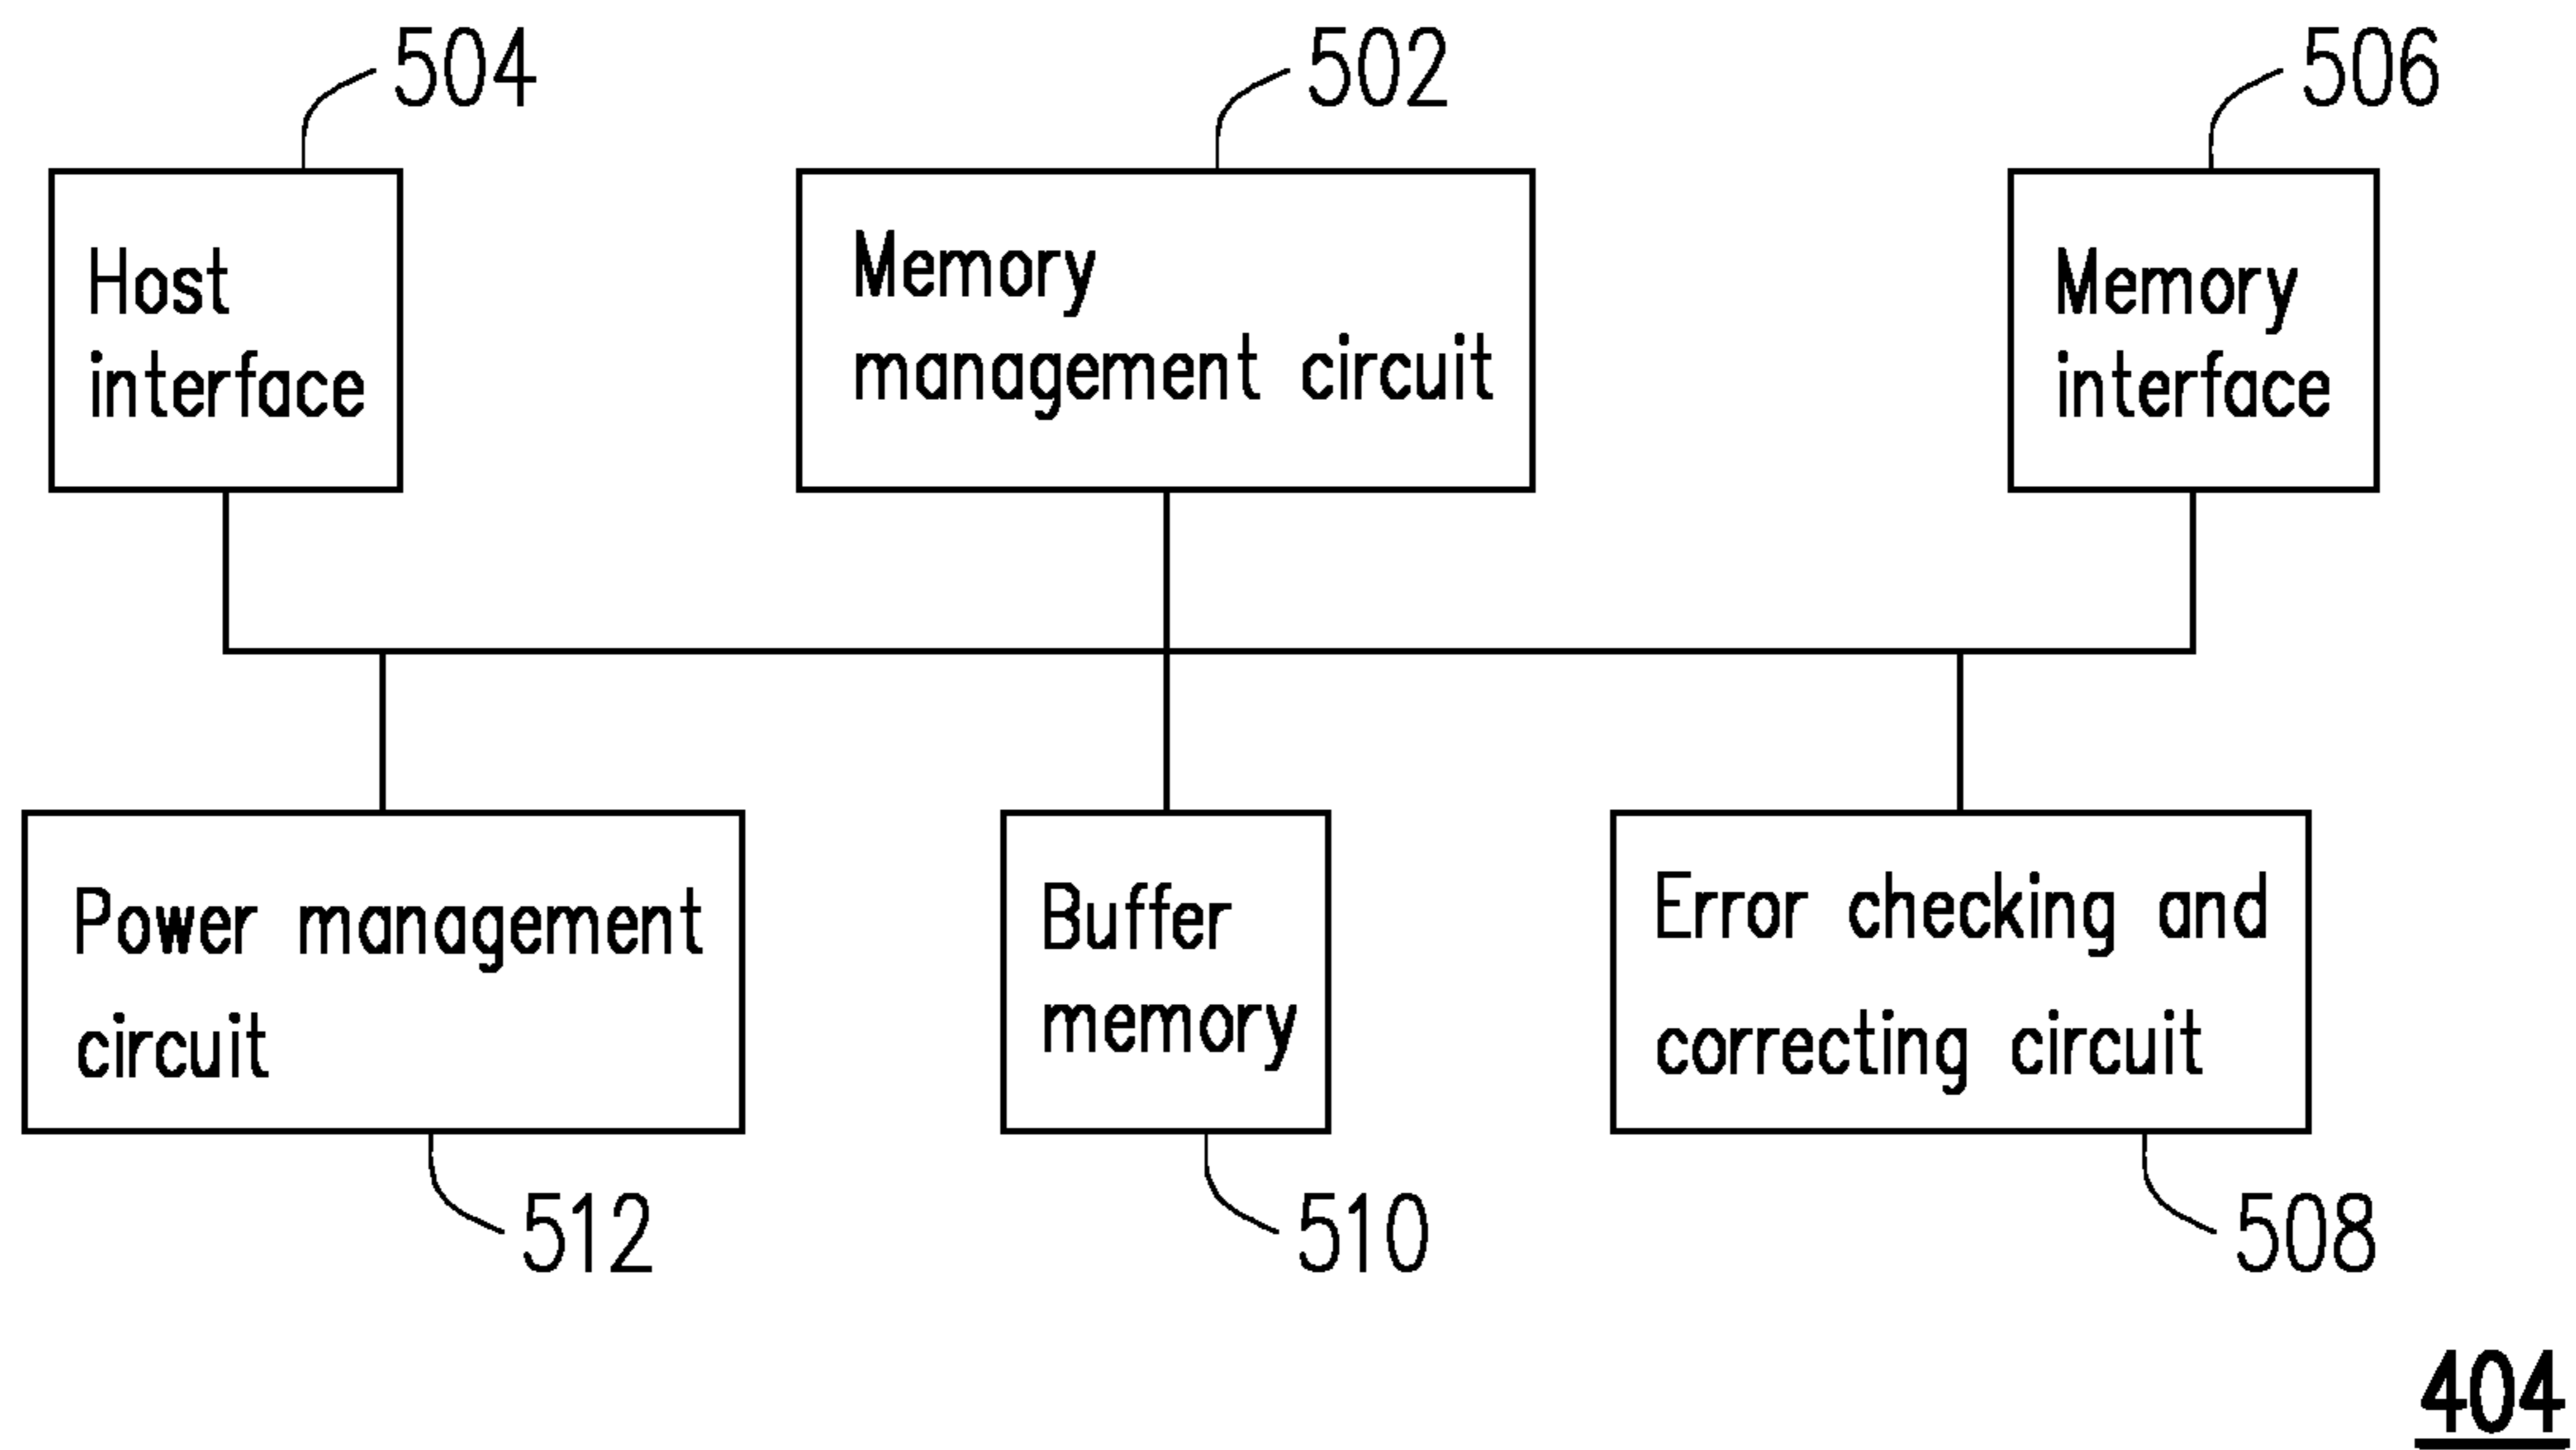 504
502
506
Host
interface
Memory
management circuit
Memory
interface
Power management
circuit
Buffer
memory
Error checking and
correcting circuit
512
510
508
404